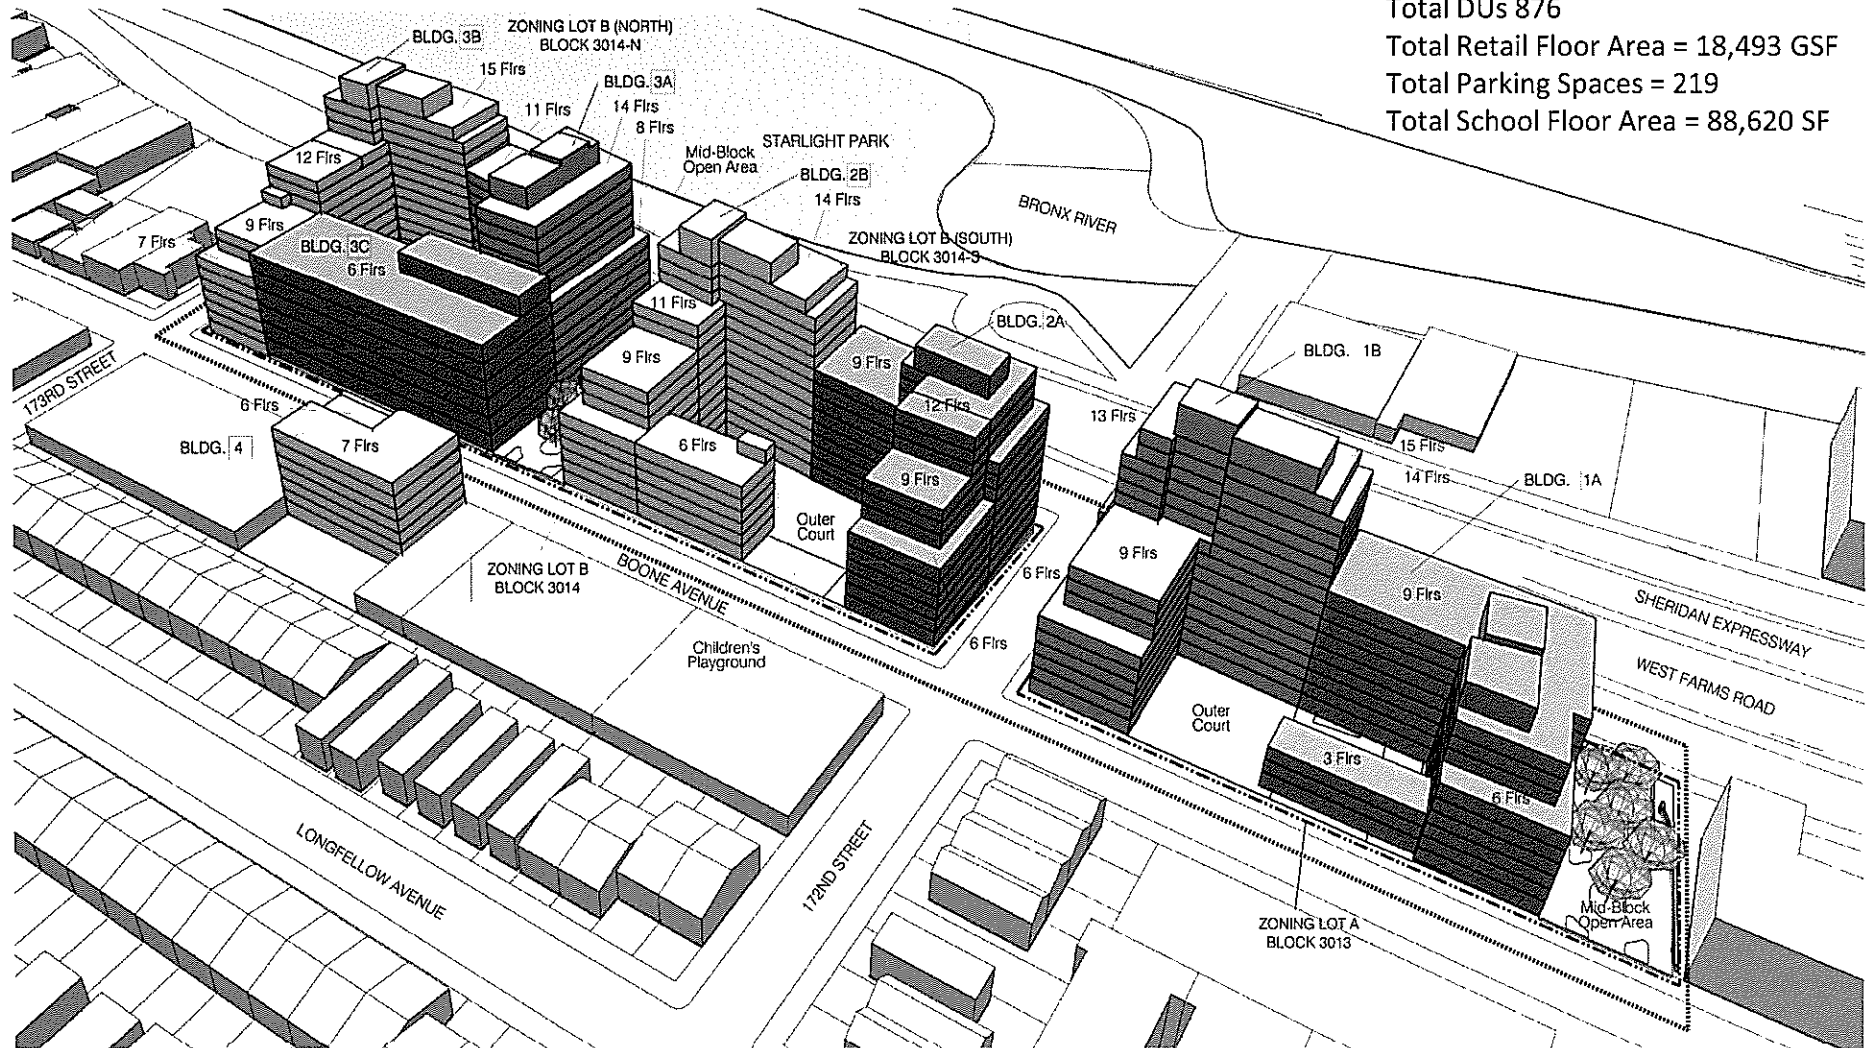 Total DUs 876
Total Retail Floor Area = 18,493 GSF
Total Parking Spaces = 219
Total School Floor Area = 88,620 SF
BLDG. 3B
ZONING LOT B (NORTH)
BLOCK 3014-N
15 Flrs
BLDG. 3A
11 Flrs
14 Flrs
8 Flrs
STARLIGHT PARK
Mid-Block
Open Area
12 Flrs
BLDG. 2B
14 Flrs
BRONX RIVER
9 Flrs
7 Flrs
BLDG. 3C
6 Flrs
ZONING LOT B (SOUTH)
BLOCK 3014-S
11 Flrs
BLDG. 2A
9 Flrs
9 Flrs
BLDG. 1B
173RD STREET
6 Flrs
12 Flrs
13 Flrs
BLDG. 4
7 Flrs
6 Flrs
15 Flrs
14 Flrs
9 Flrs
BLDG. 1A
Outer
Court
9 Flrs
ZONING LOT B
BLOCK 3014
BOONE AVENUE
6 Flrs
9 Flrs
SHERIDAN EXPRESSWAY
6 Flrs
Children's
Playground
WEST FARMS ROAD
Outer
Court
3 Flrs
6 Flrs
LONGFELLOW AVENUE
172ND STREET
ZONING LOT A
BLOCK 3013
Mid-Block
Open Area